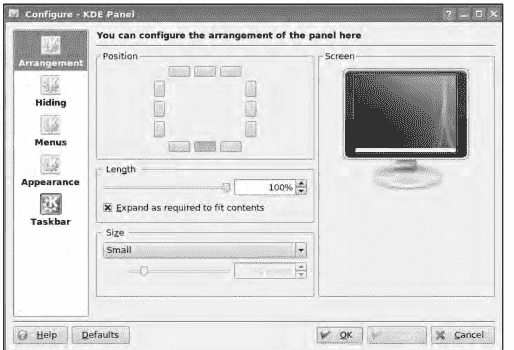 Configure - KDE Panel
Arrangement
Hiding
Menus
Appearance
Taskbar
You can configure the arrangement of the panel here
Position
Screen
Length
100%
Expand as required to fit contents
Size
Small
Help
Defaults
OK
Cancel